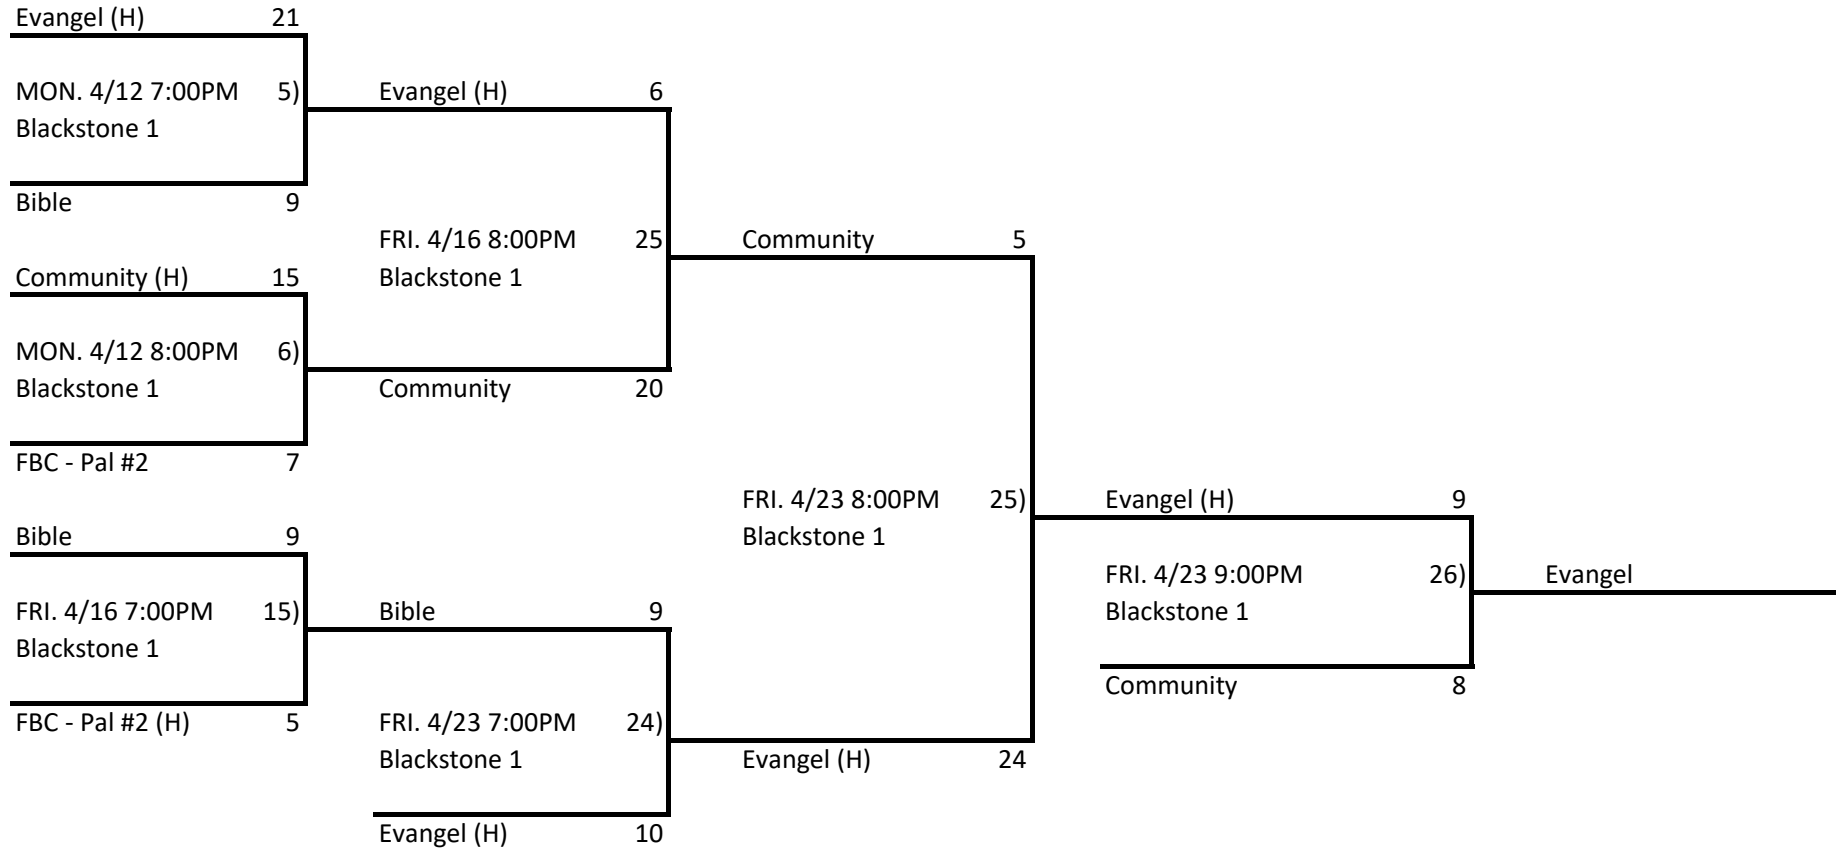 Evangel (H) 21
MON. 4/12 7:00PM 5)
Blackstone 1
Bible 9
Community (H) 15
MON. 4/12 8:00PM 6)
Blackstone 1
FBC - Pal #2 7
Bible 9
FRI. 4/16 7:00PM 15)
Blackstone 1
FBC - Pal #2 (H) 5
Evangel (H) 6
FRI. 4/16 8:00PM 25
Blackstone 1
Community 20
Bible 9
FRI. 4/23 7:00PM 24)
Blackstone 1
Evangel (H) 10
Community 5
FRI. 4/23 8:00PM 25)
Blackstone 1
Evangel (H) 24
Evangel (H) 9
FRI. 4/23 9:00PM 26)
Blackstone 1
Community 8
Evangel